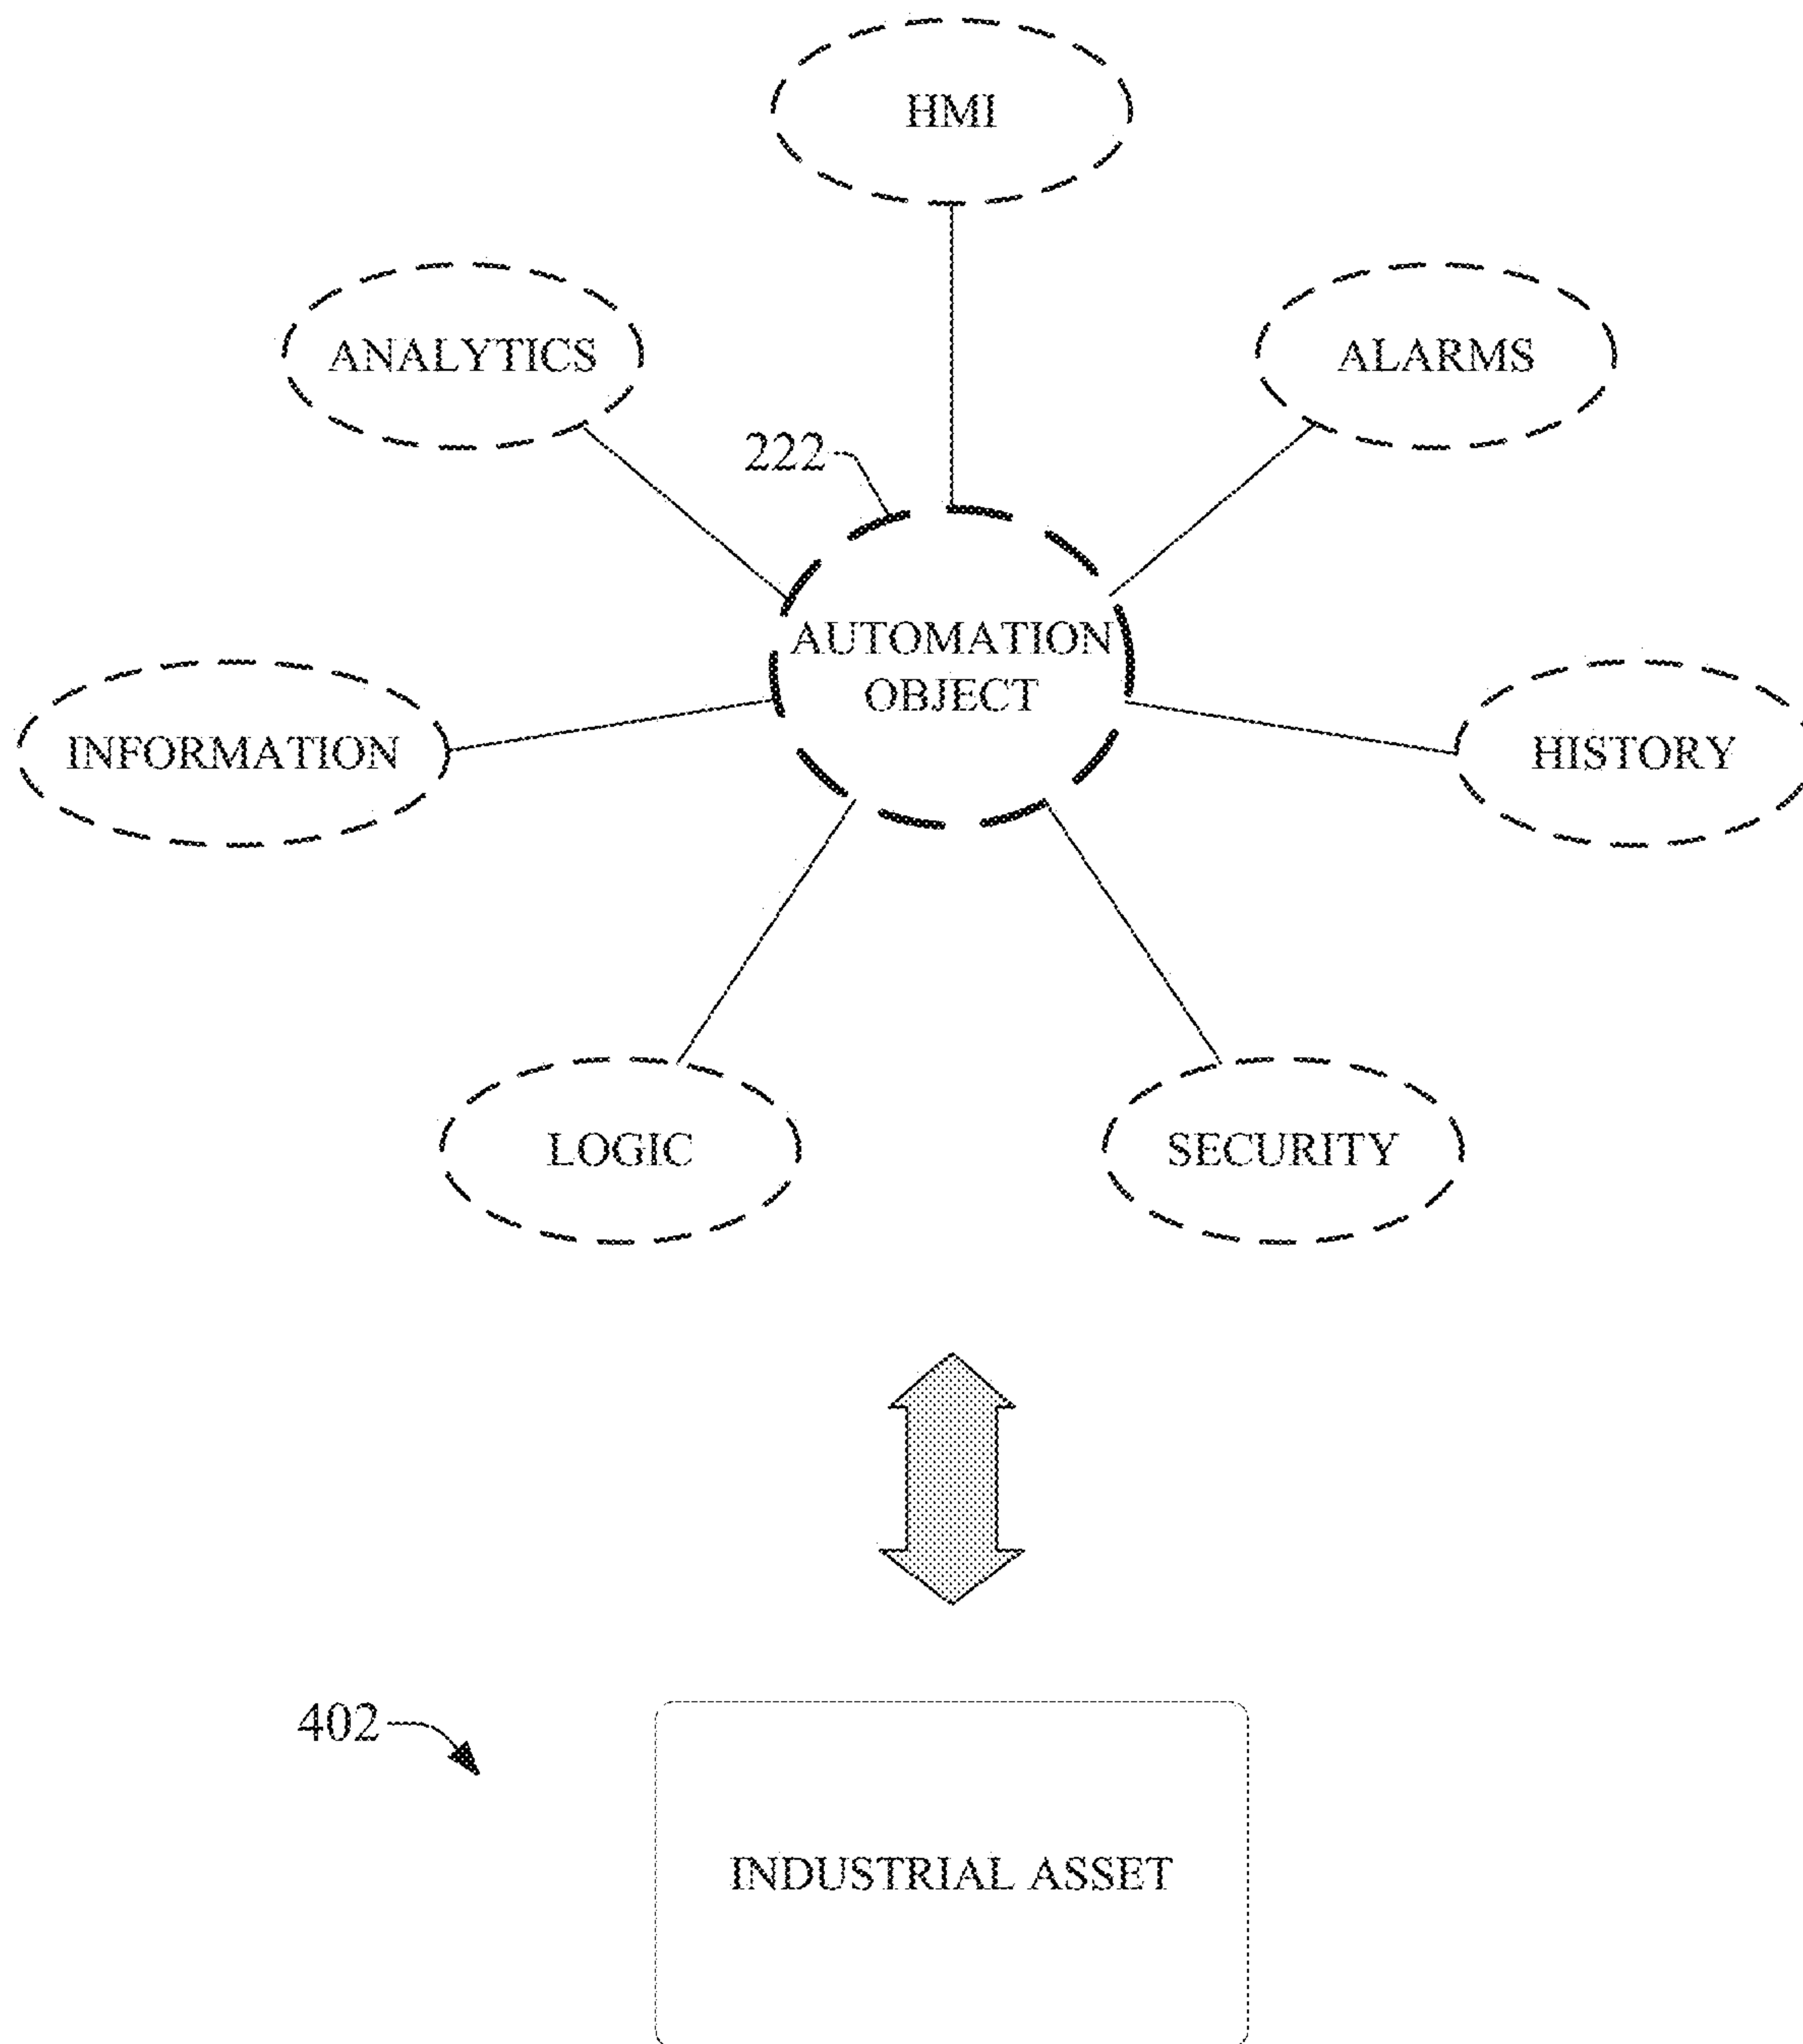 HMI
ANALYTICS
ALARMS
222
AUTOMATION
OBJECT
INFORMATION
HISTORY
LOGIC
SECURITY
402
INDUSTRIAL ASSET